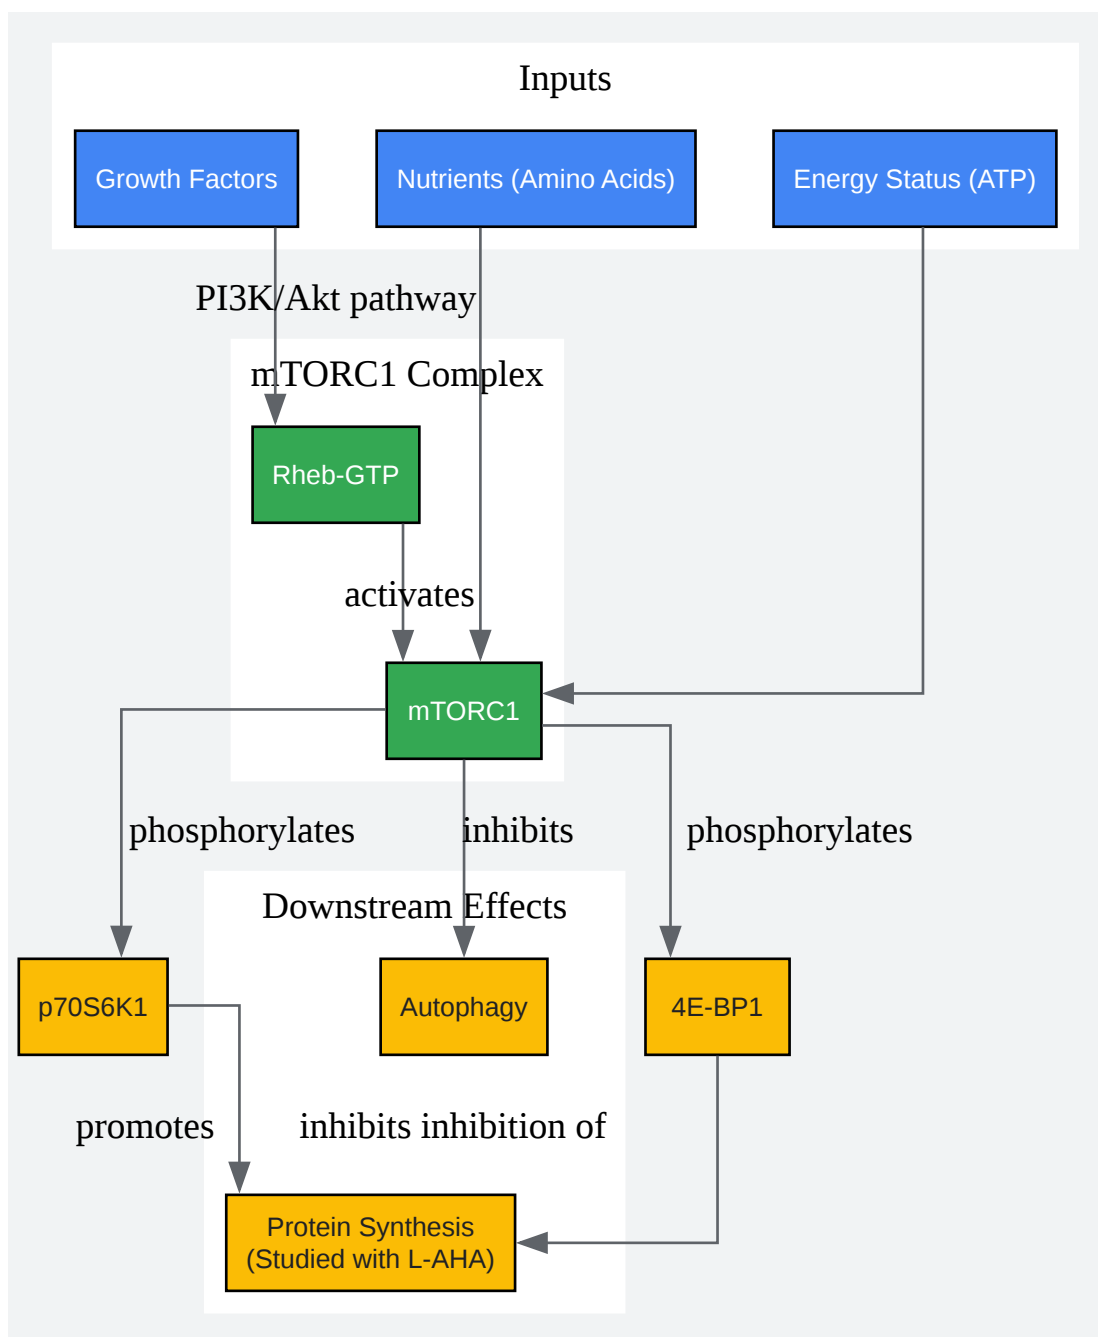 Inputs
Growth Factors
Nutrients (Amino Acids)
Energy Status (ATP)
PI3K/Akt pathway
mTORC1 Complex
Rheb-GTP
activates
mTORC1
phosphorylates
inhibits
phosphorylates
Downstream Effects
p70S6K1
Autophagy
4E-BP1
promotes
inhibits inhibition of
Protein Synthesis
(Studied with L-AHA)